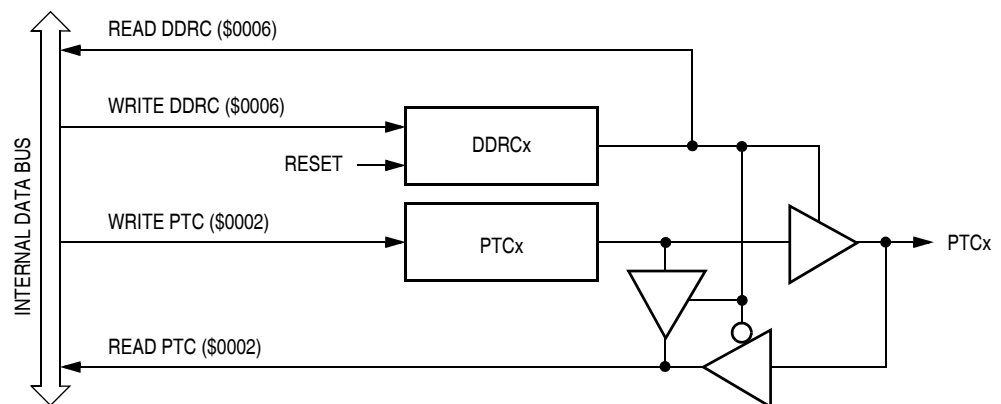 READ DDRC ($0006)
WRITE DDRC ($0006)
DDRCx
RESET
WRITE PTC ($0002)
PTCx
PTCx
READ PTC ($0002)
INTERNAL DATA BUS